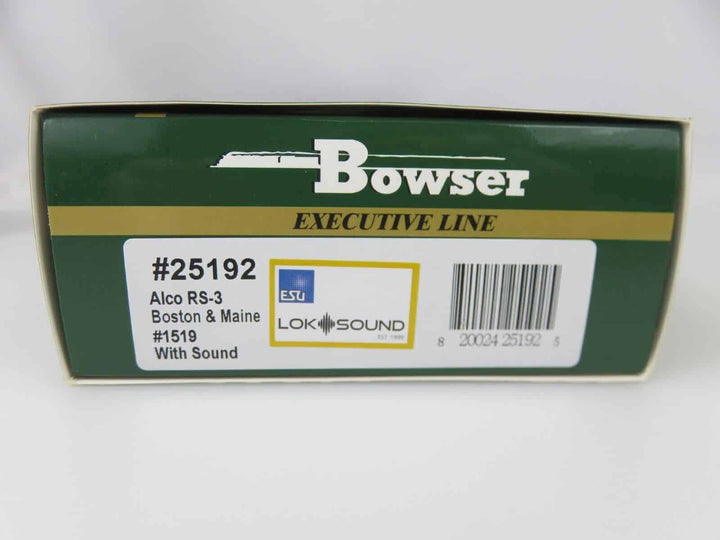 Bowser
EXECUTIVE LINE
#25192
Alco RS-3
Boston & Maine
#1519
With Sound
ESU
LOKSOUND
EST 1999
8 20024 25192 5